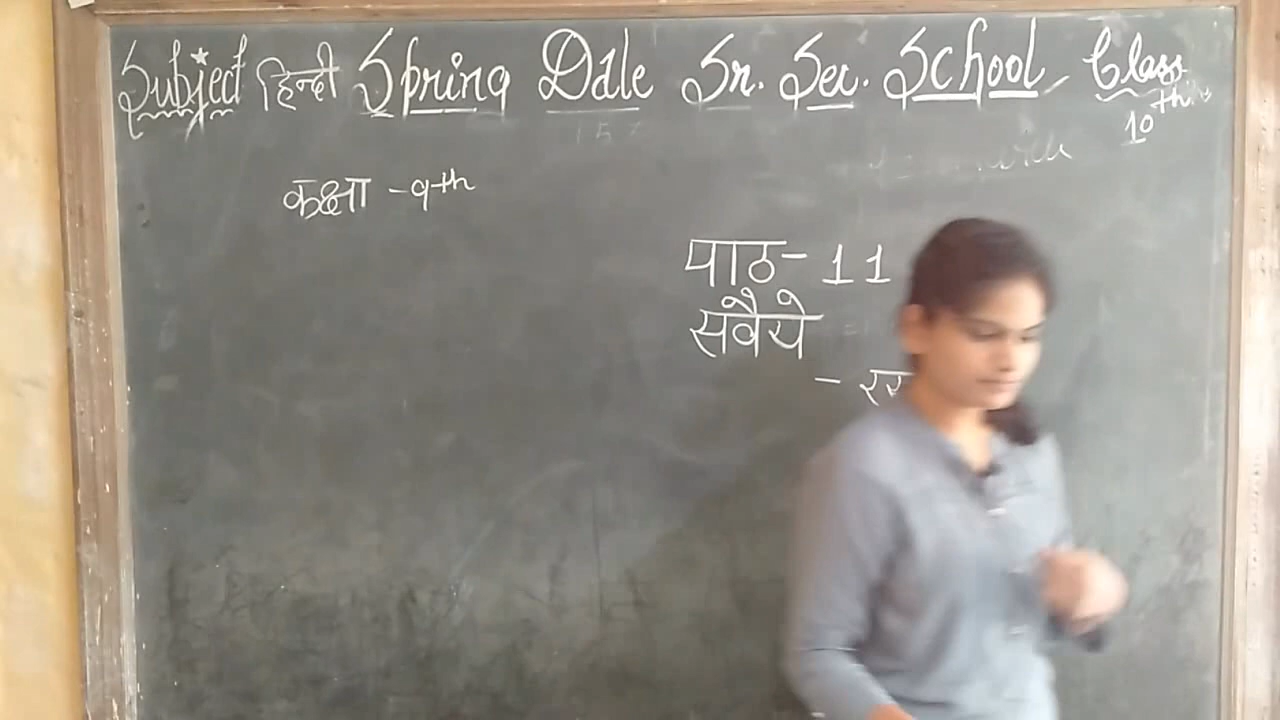 Subject हिन्दी Spring Dale Sr. Sec. School Class
10th
कक्षा - 9th
पाठ - 11
सवैये
-